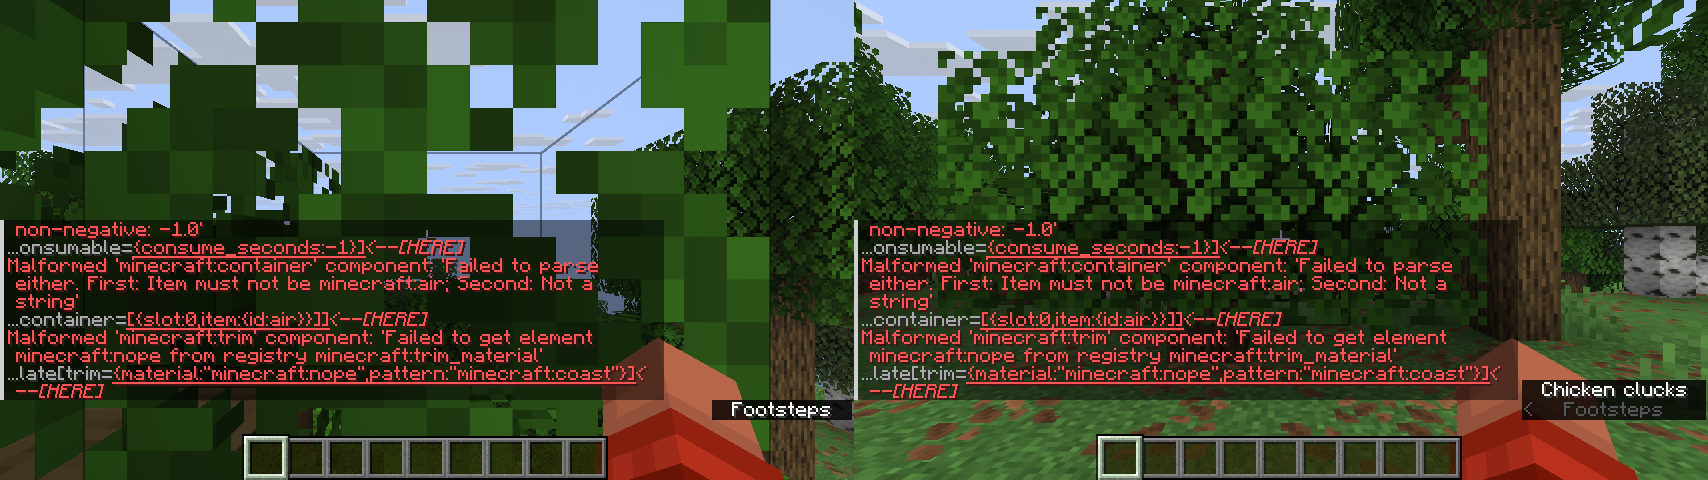 non-negative: -1.0'
...onsumable={consume_seconds:-1}]<--[HERE]
Malformed 'minecraft:container' component: 'Failed to parse
either. First: Item must not be minecraft:air; Second: Not a
string'
...container=[{slot:0,item:{id:air}}]]<--[HERE]
Malformed 'minecraft:trim' component: 'Failed to get element
minecraft:nope from registry minecraft:trim_material'
...late[trim={material:"minecraft:nope",pattern:"minecraft:coast"}]<
--[HERE]
Footsteps
non-negative: -1.0'
...onsumable={consume_seconds:-1}]<--[HERE]
Malformed 'minecraft:container' component: 'Failed to parse
either. First: Item must not be minecraft:air; Second: Not a
string'
...container=[{slot:0,item:{id:air}}]]<--[HERE]
Malformed 'minecraft:trim' component: 'Failed to get element
minecraft:nope from registry minecraft:trim_material'
...late[trim={material:"minecraft:nope",pattern:"minecraft:coast"}]<
--[HERE]
Chicken clucks
< Footsteps